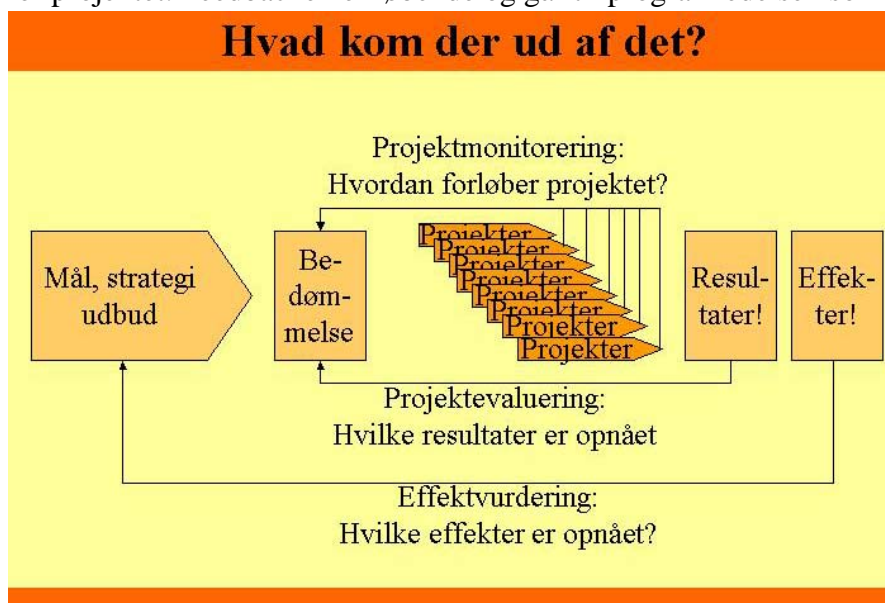 Hvad kom der ud af det?
Projektmonitorering:
Hvordan forløber projektet?
Mål, strategi
udbud
Be-
døm-
melse
Projekter
Projekter
Projekter
Projekter
Projekter
Projekter
Projekter
Projekter
Projekter
Resul-
tater!
Effek-
ter!
Projektevaluering:
Hvilke resultater er opnået
Effektvurdering:
Hvilke effekter er opnået?